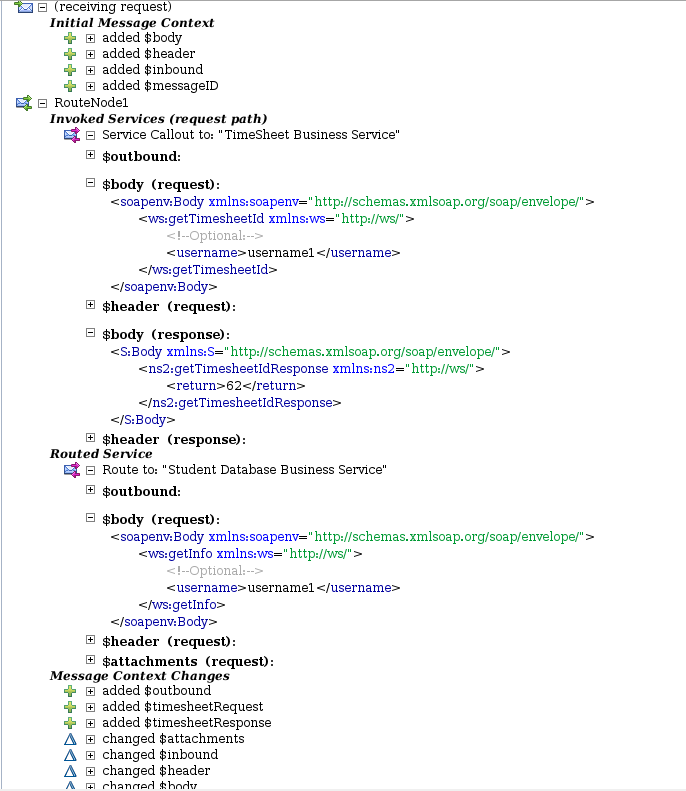 (receiving request)
Initial Message Context
added $body
added $header
added $inbound
added $messageID
RouteNode1
Invoked Services (request path)
Service Callout to: "TimeSheet Business Service"
$outbound:
$body (request):
<soapenv:Body xmlns:soapenv="http://schemas.xmlsoap.org/soap/envelope/">
<ws:getTimesheetId xmlns:ws="http://ws/">
<!--Optional:-->
<username>username1</username>
</ws:getTimesheetId>
</soapenv:Body>
$header (request):
$body (response):
<S:Body xmlns:S="http://schemas.xmlsoap.org/soap/envelope/">
<ns2:getTimesheetIdResponse xmlns:ns2="http://ws/">
<return>62</return>
</ns2:getTimesheetIdResponse>
</S:Body>
$header (response):
Routed Service
Route to: "Student Database Business Service"
$outbound:
$body (request):
<soapenv:Body xmlns:soapenv="http://schemas.xmlsoap.org/soap/envelope/">
<ws:getInfo xmlns:ws="http://ws/">
<!--Optional:-->
<username>username1</username>
</ws:getInfo>
</soapenv:Body>
$header (request):
$attachments (request):
Message Context Changes
added $outbound
added $timesheetRequest
added $timesheetResponse
changed $attachments
changed $inbound
changed $header
changed $body